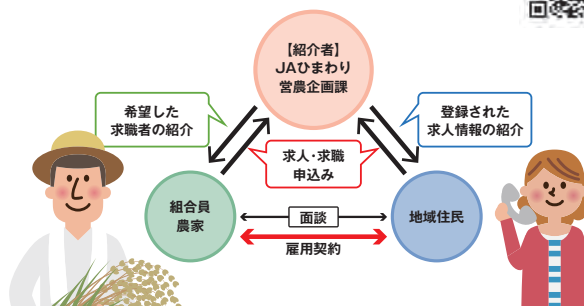 【紹介者】
JAひまわり
営農企画課
希望した
求職者の紹介
登録された
求人情報の紹介
求人・求職
申込み
組合員
農家
面談
地域住民
雇用契約